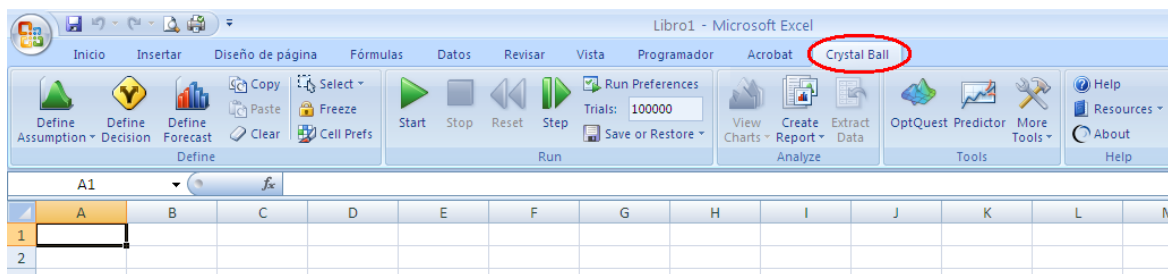 Libro1 - Microsoft Excel
Inicio Insertar Diseño de página Fórmulas Datos Revisar Vista Programador Acrobat Crystal Ball
Define Assumption
Define Decision
Define Forecast
Copy
Paste
Clear
Select
Freeze
Cell Prefs
Define
Start
Stop
Reset
Step
Run Preferences
Trials: 100000
Save or Restore
Run
View Charts
Create Report
Extract Data
Analyze
OptQuest
Predictor
More Tools
Tools
Help
Resources
About
Help
A1 fx
A B C D E F G H I J K L
1
2